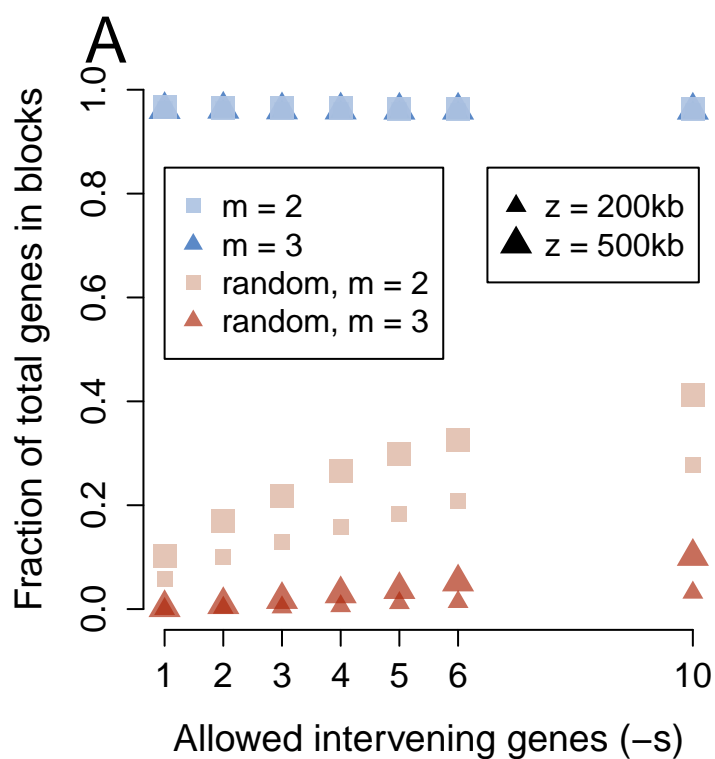 A
Fraction of total genes in blocks
1.0
0.8
0.6
0.4
0.2
0.0
m = 2
m = 3
random, m = 2
random, m = 3
z = 200kb
z = 500kb
1 2 3 4 5 6 10
Allowed intervening genes (−s)